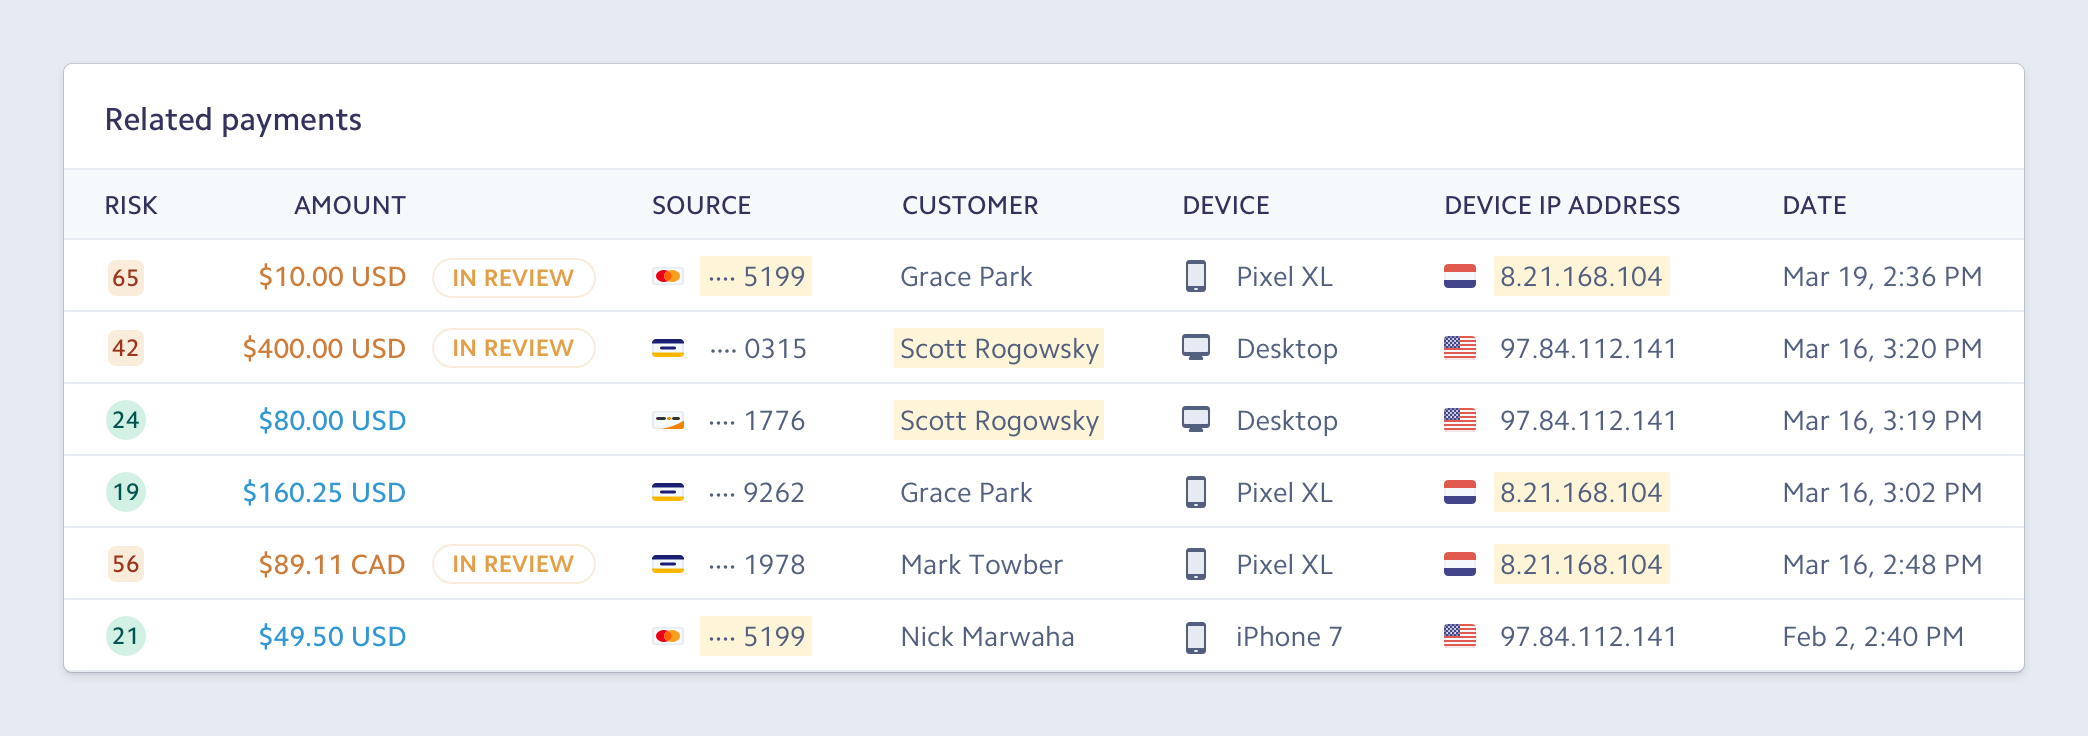 Related payments
RISK AMOUNT SOURCE CUSTOMER DEVICE DEVICE IP ADDRESS DATE
65 $10.00 USD IN REVIEW •••• 5199 Grace Park Pixel XL 8.21.168.104 Mar 19, 2:36 PM
42 $400.00 USD IN REVIEW •••• 0315 Scott Rogowsky Desktop 97.84.112.141 Mar 16, 3:20 PM
24 $80.00 USD •••• 1776 Scott Rogowsky Desktop 97.84.112.141 Mar 16, 3:19 PM
19 $160.25 USD •••• 9262 Grace Park Pixel XL 8.21.168.104 Mar 16, 3:02 PM
56 $89.11 CAD IN REVIEW •••• 1978 Mark Towber Pixel XL 8.21.168.104 Mar 16, 2:48 PM
21 $49.50 USD •••• 5199 Nick Marwaha iPhone 7 97.84.112.141 Feb 2, 2:40 PM